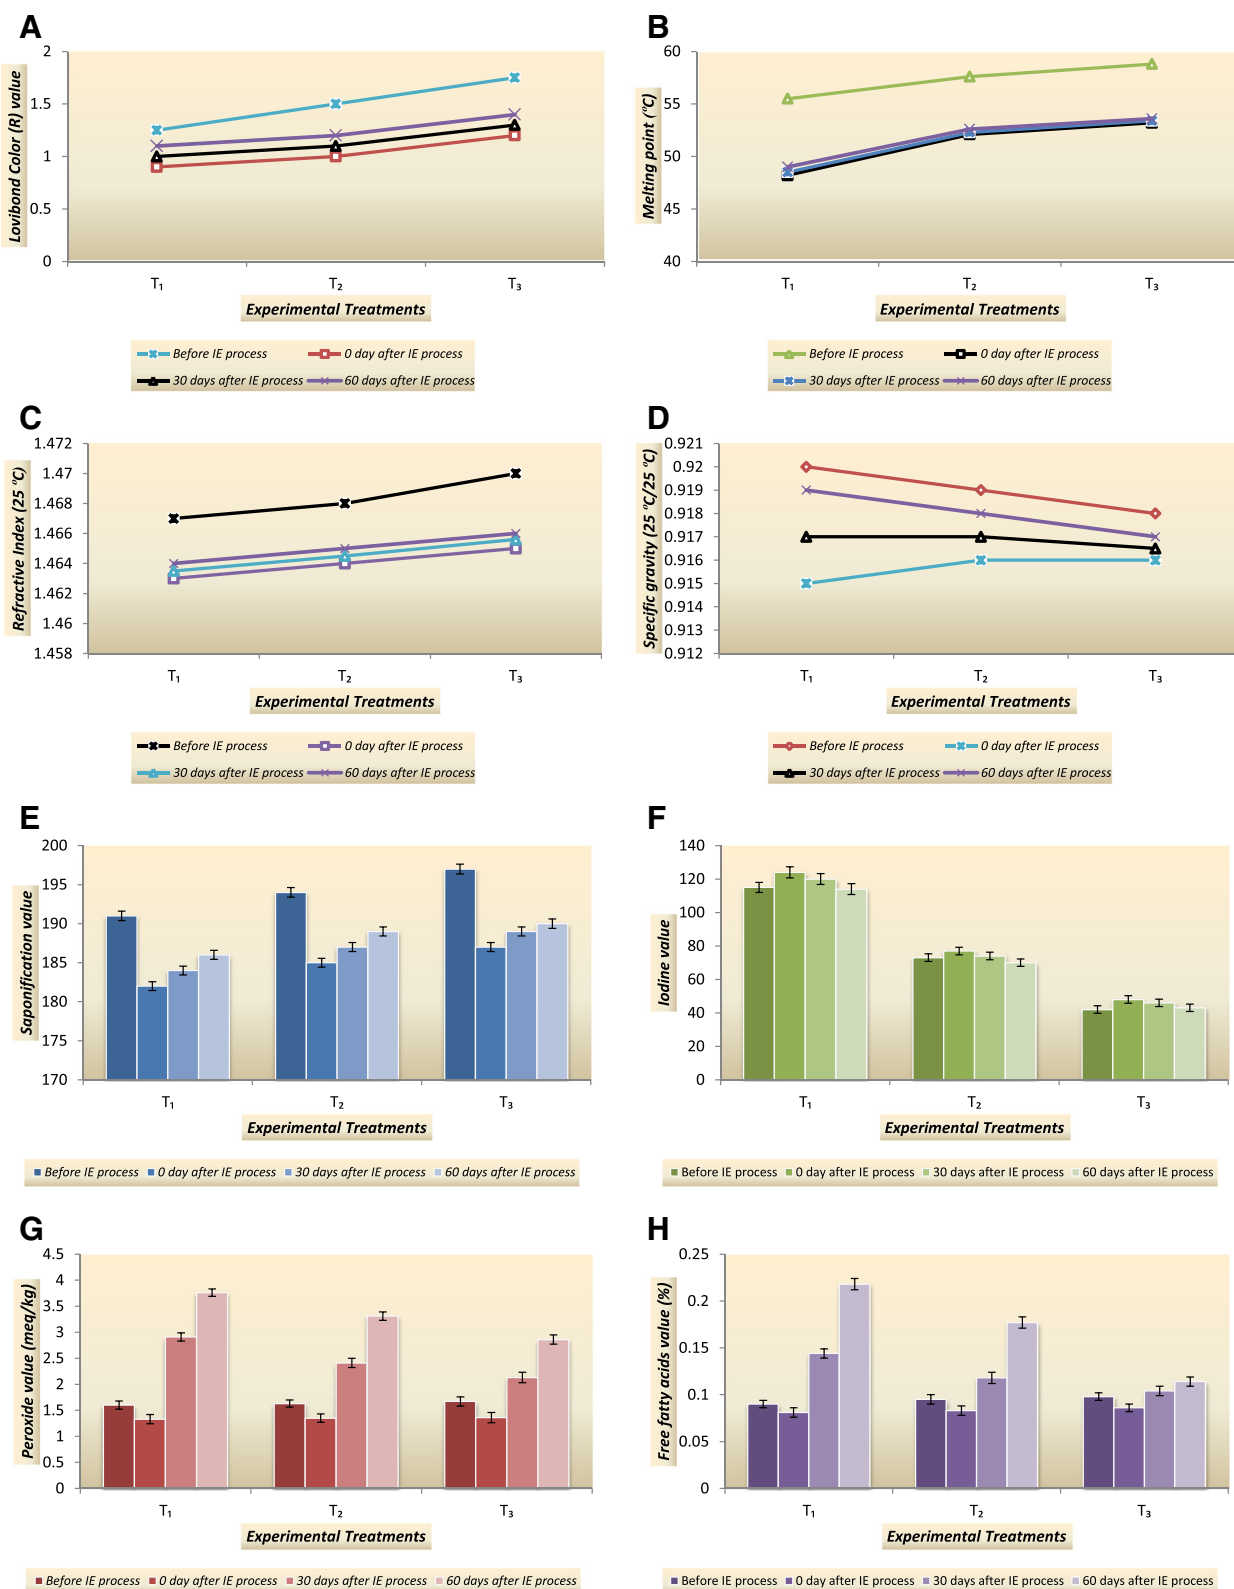 A
Lovibond Color (R) value
2
1.5
1
0.5
0
T₁ T₂ T₃
Experimental Treatments
Before IE process 0 day after IE process
30 days after IE process 60 days after IE process
B
Melting point (°C)
60
55
50
45
40
T₁ T₂ T₃
Experimental Treatments
Before IE process 0 day after IE process
30 days after IE process 60 days after IE process
C
Refractive Index (25 °C)
1.472
1.47
1.468
1.466
1.464
1.462
1.46
1.458
T₁ T₂ T₃
Experimental Treatments
Before IE process 0 day after IE process
30 days after IE process 60 days after IE process
D
Specific gravity (25 °C/25 °C)
0.921
0.92
0.919
0.918
0.917
0.916
0.915
0.914
0.913
0.912
T₁ T₂ T₃
Experimental Treatments
Before IE process 0 day after IE process
30 days after IE process 60 days after IE process
E
Saponification value
200
195
190
185
180
175
170
T₁ T₂ T₃
Experimental Treatments
Before IE process 0 day after IE process 30 days after IE process 60 days after IE process
F
Iodine value
140
120
100
80
60
40
20
0
T₁ T₂ T₃
Experimental Treatments
Before IE process 0 day after IE process 30 days after IE process 60 days after IE process
G
Peroxide value (meq/kg)
4.5
4
3.5
3
2.5
2
1.5
1
0.5
0
T₁ T₂ T₃
Experimental Treatments
Before IE process 0 day after IE process 30 days after IE process 60 days after IE process
H
Free fatty acids value (%)
0.25
0.2
0.15
0.1
0.05
0
T₁ T₂ T₃
Experimental Treatments
Before IE process 0 day after IE process 30 days after IE process 60 days after IE process